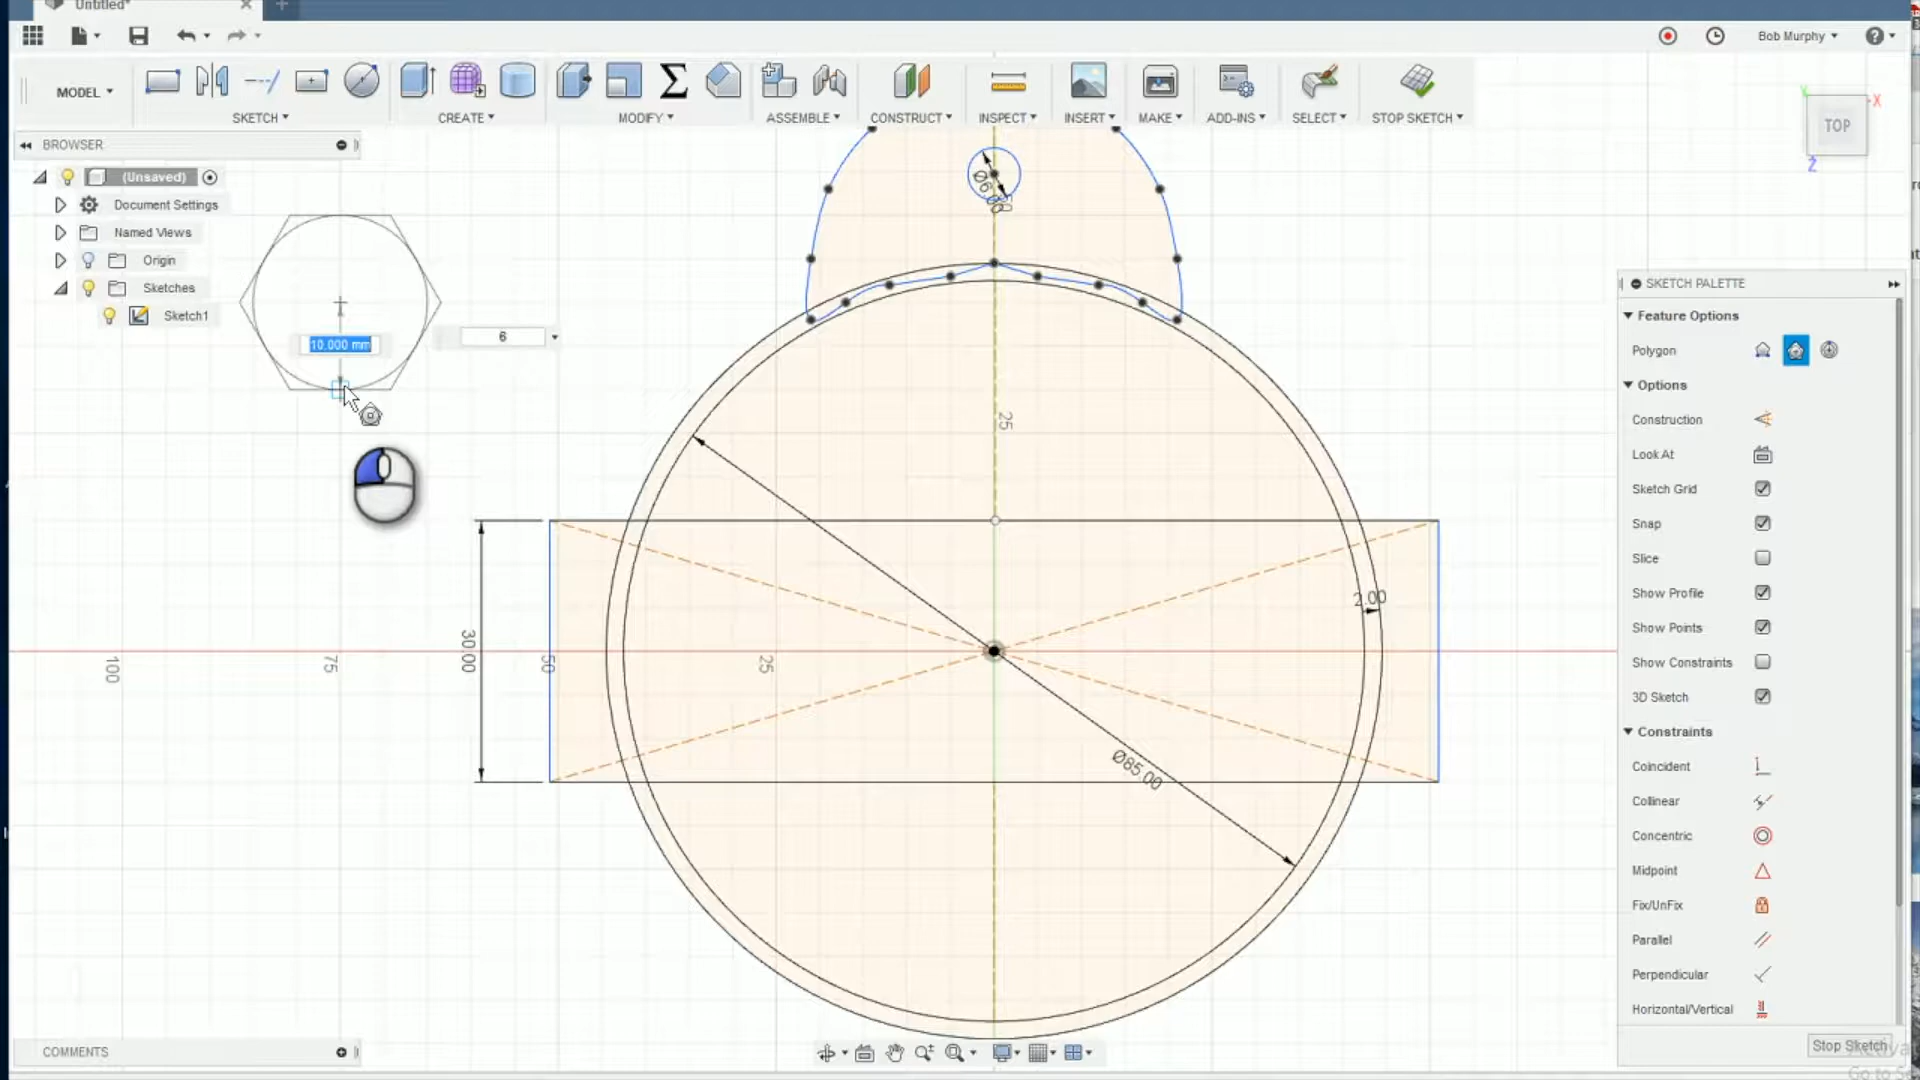 Untitled*
Bob Murphy
MODEL
SKETCH
CREATE
MODIFY
ASSEMBLE
CONSTRUCT
INSPECT
INSERT
MAKE
ADD-INS
SELECT
STOP SKETCH
BROWSER
(Unsaved)
Document Settings
Named Views
Origin
Sketches
Sketch1
10.000 mm
6
TOP
X
Y
Z
25
2.00
30.00
100
75
50
25
Ø85.00
SKETCH PALETTE
Feature Options
Polygon
Options
Construction
Look At
Sketch Grid
Snap
Slice
Show Profile
Show Points
Show Constraints
3D Sketch
Constraints
Coincident
Collinear
Concentric
Midpoint
Fix/UnFix
Parallel
Perpendicular
Horizontal/Vertical
Stop Sketch
COMMENTS